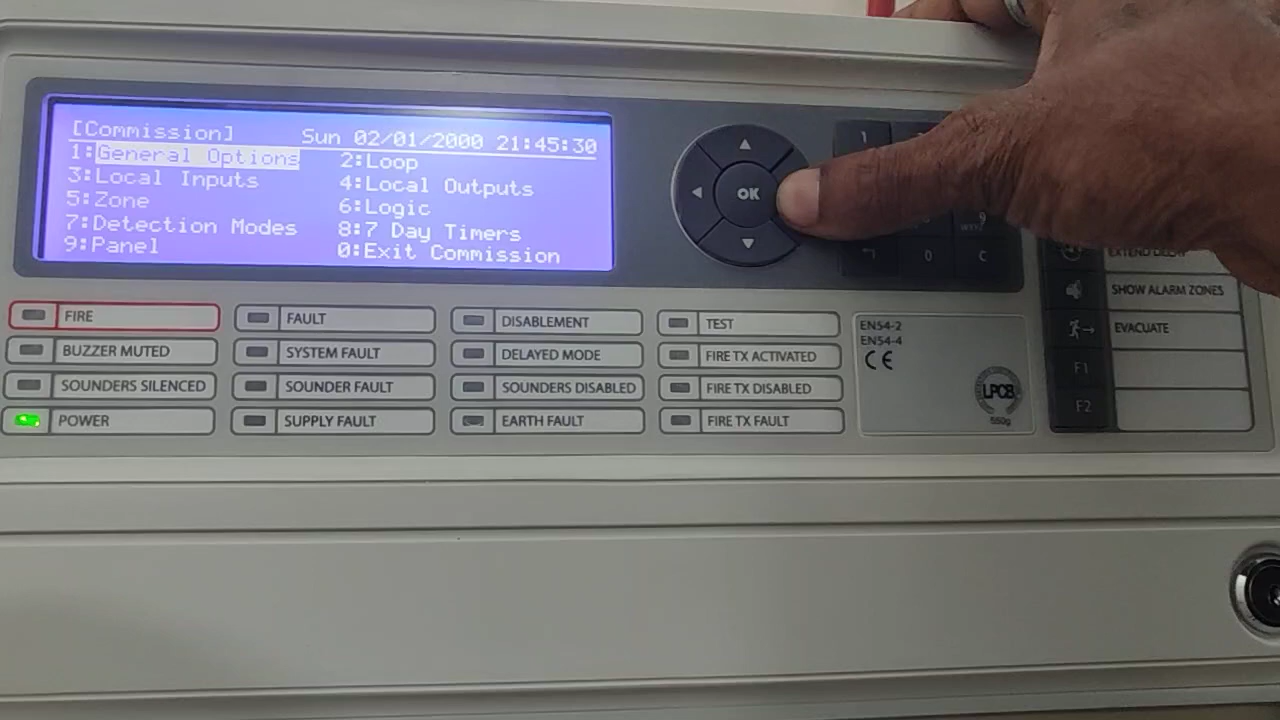 [Commission] Sun 02/01/2000 21:45:30
1:General Options 2:Loop
3:Local Inputs 4:Local Outputs
5:Zone 6:Logic
7:Detection Modes 8:7 Day Timers
9:Panel 0:Exit Commission
OK
1
0 C
SHOW ALARM ZONES
EVACUATE
F1
F2
FIRE FAULT DISABLEMENT TEST
BUZZER MUTED SYSTEM FAULT DELAYED MODE FIRE TX ACTIVATED
SOUNDERS SILENCED SOUNDER FAULT SOUNDERS DISABLED FIRE TX DISABLED
POWER SUPPLY FAULT EARTH FAULT FIRE TX FAULT
EN54-2
EN54-4
CE
LPCB